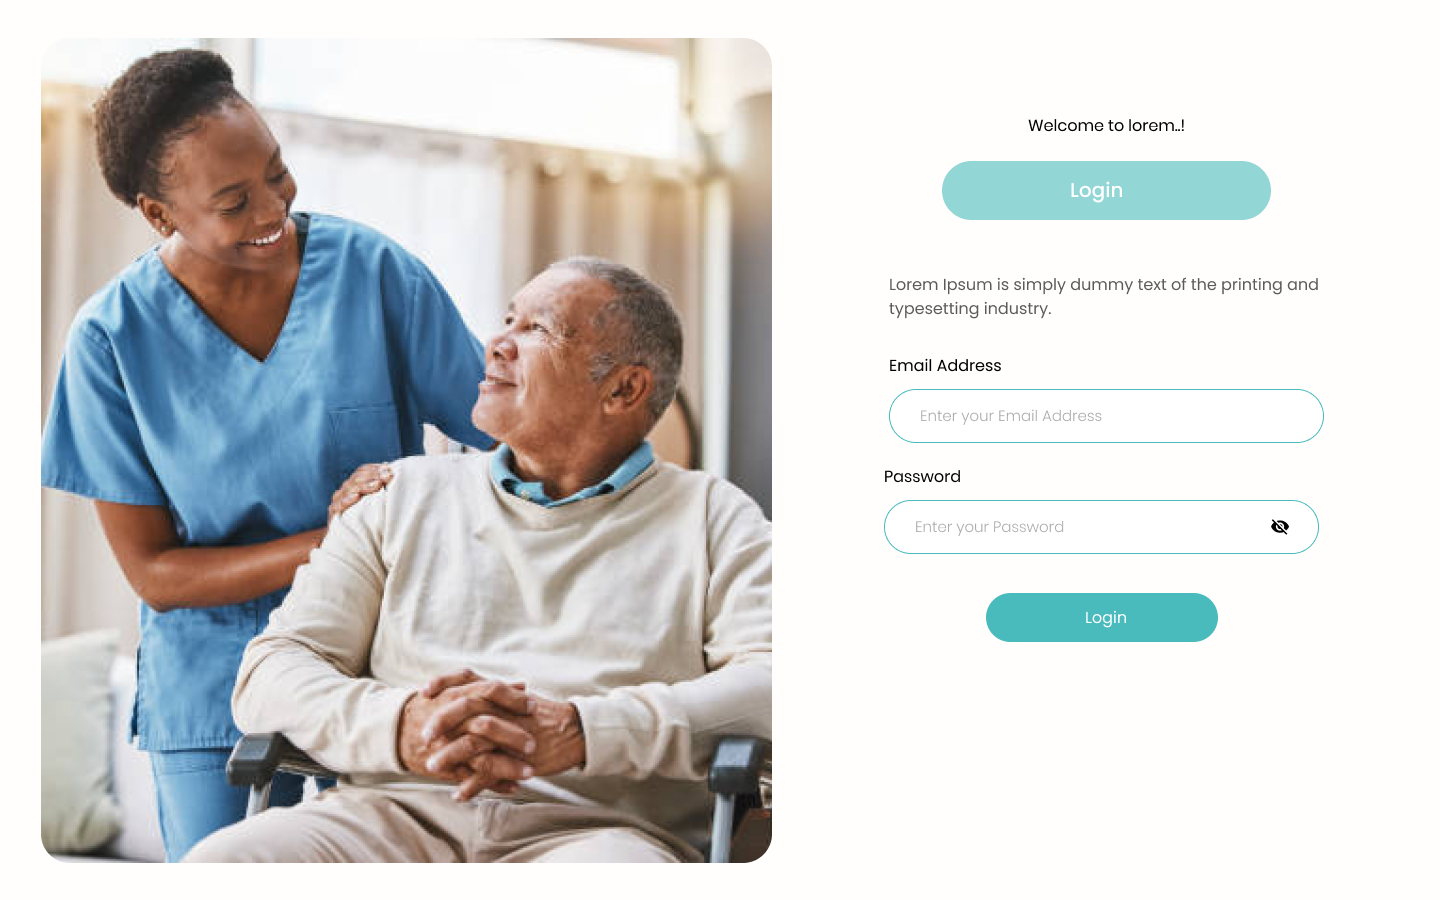 Welcome to lorem..!
Login
Lorem Ipsum is simply dummy text of the printing and
typesetting industry.
Email Address
Enter your Email Address
Password
Enter your Password
Login